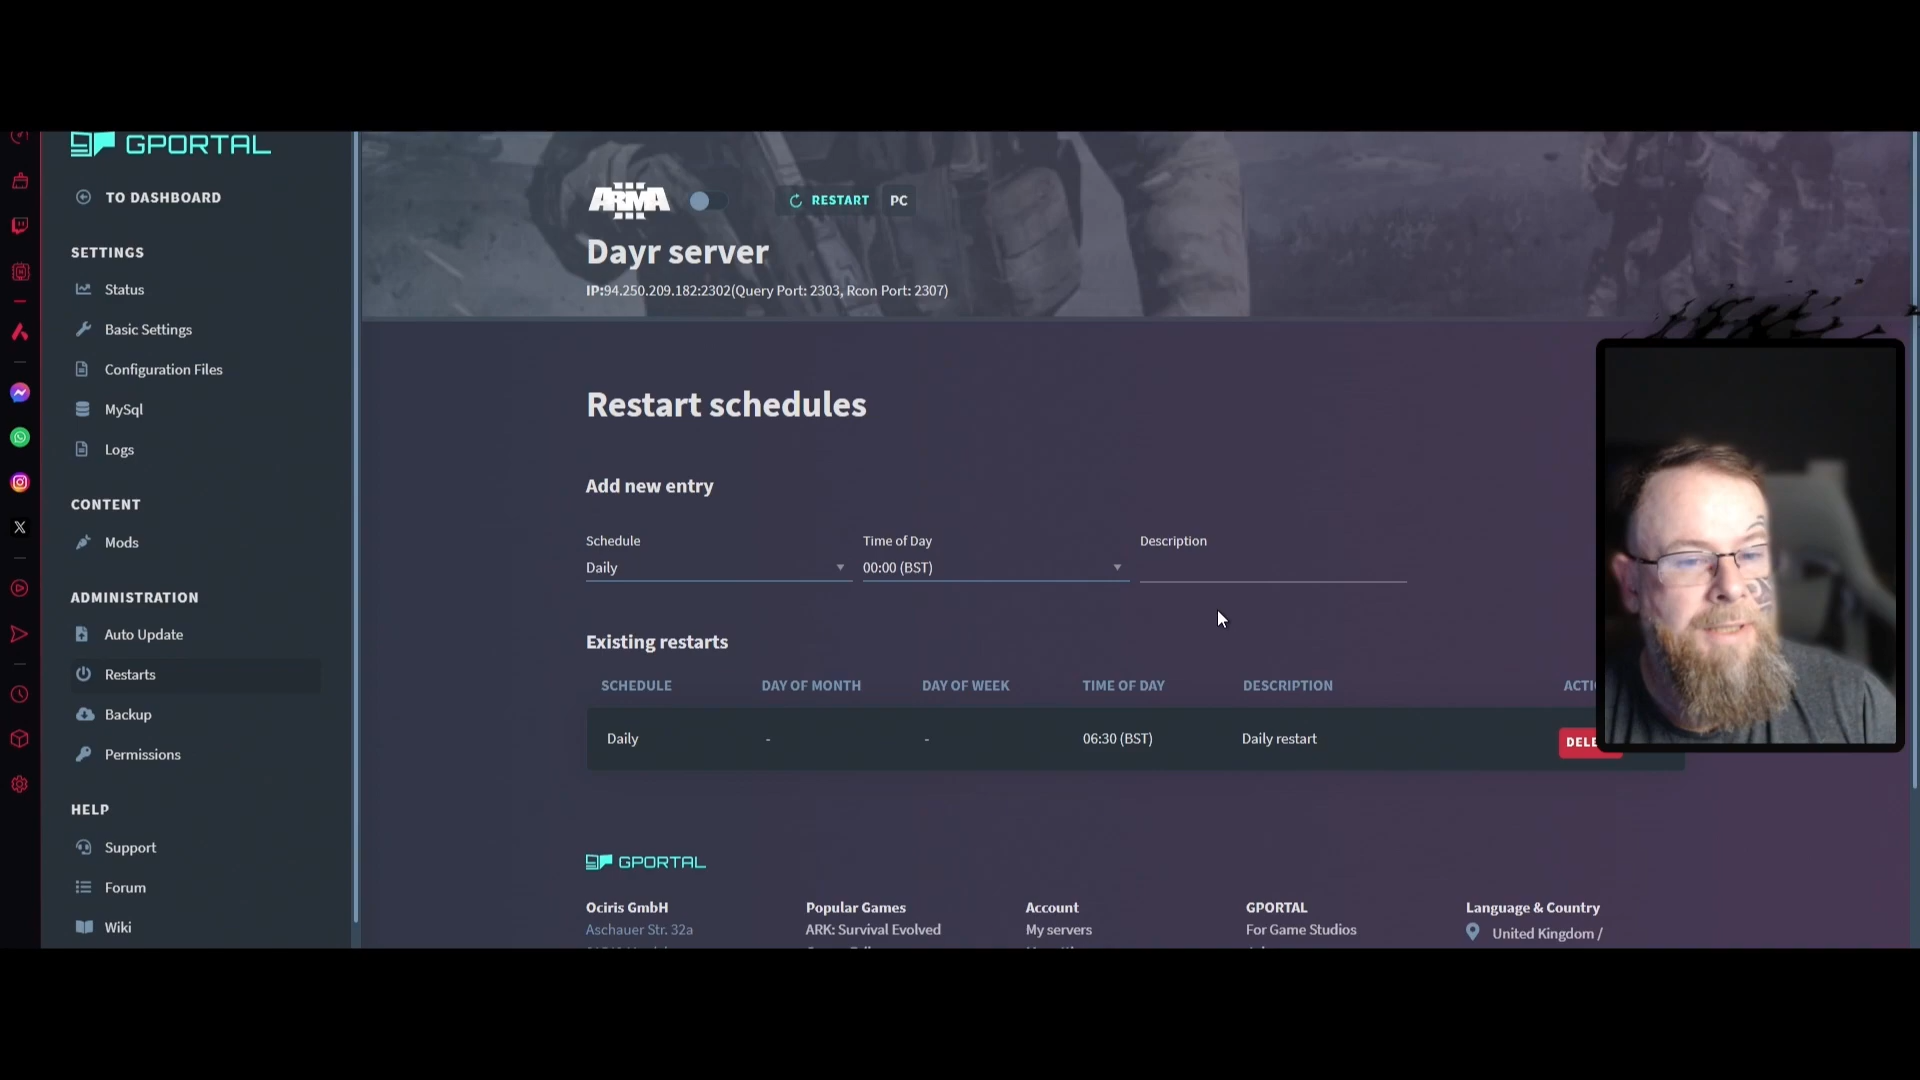 GPORTAL
TO DASHBOARD
SETTINGS
Status
Basic Settings
Configuration Files
MySql
Logs
CONTENT
Mods
ADMINISTRATION
Auto Update
Restarts
Backup
Permissions
HELP
Support
Forum
Wiki
ARMA III RESTART PC
Dayr server
IP:94.250.209.182:2302(Query Port: 2303, Rcon Port: 2307)
Restart schedules
Add new entry
Schedule Time of Day Description
Daily 00:00 (BST)
Existing restarts
SCHEDULE DAY OF MONTH DAY OF WEEK TIME OF DAY DESCRIPTION
Daily - - 06:30 (BST) Daily restart
GPORTAL
Ociris GmbH Popular Games Account GPORTAL Language & Country
Aschauer Str. 32a ARK: Survival Evolved My servers For Game Studios United Kingdom /